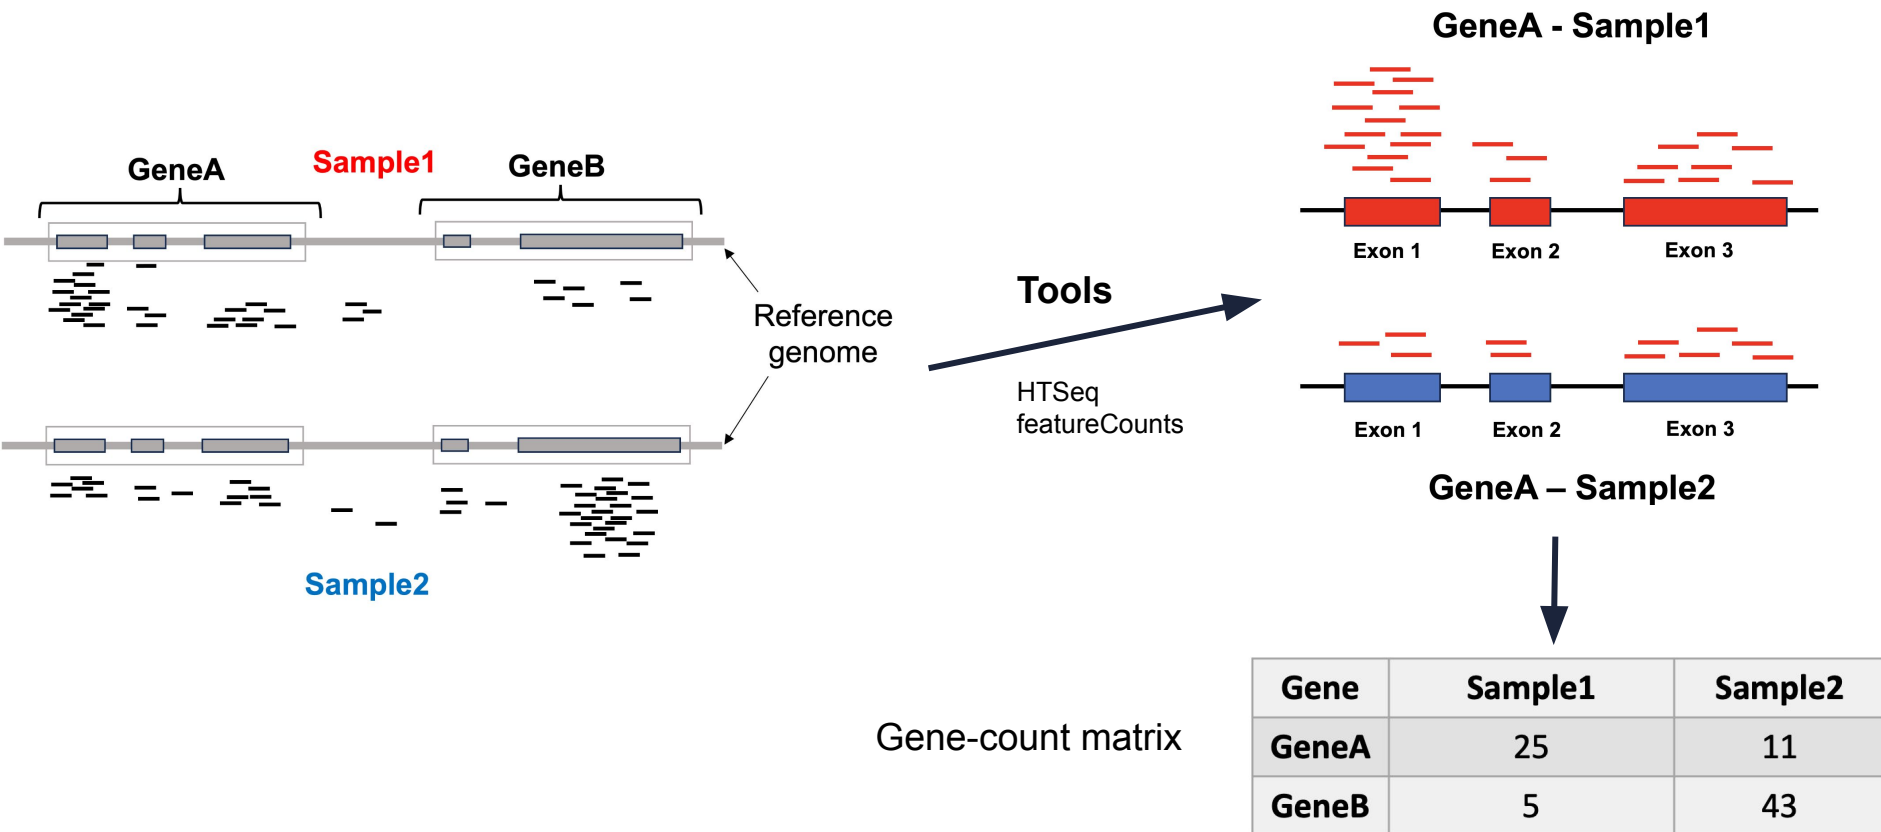 GeneA - Sample1
GeneA
Sample1
GeneB
Exon 1
Exon 2
Exon 3
Reference
genome
Tools
HTSeq
featureCounts
Exon 1
Exon 2
Exon 3
GeneA – Sample2
Sample2
Gene-count matrix
Gene Sample1 Sample2
GeneA 25 11
GeneB 5 43